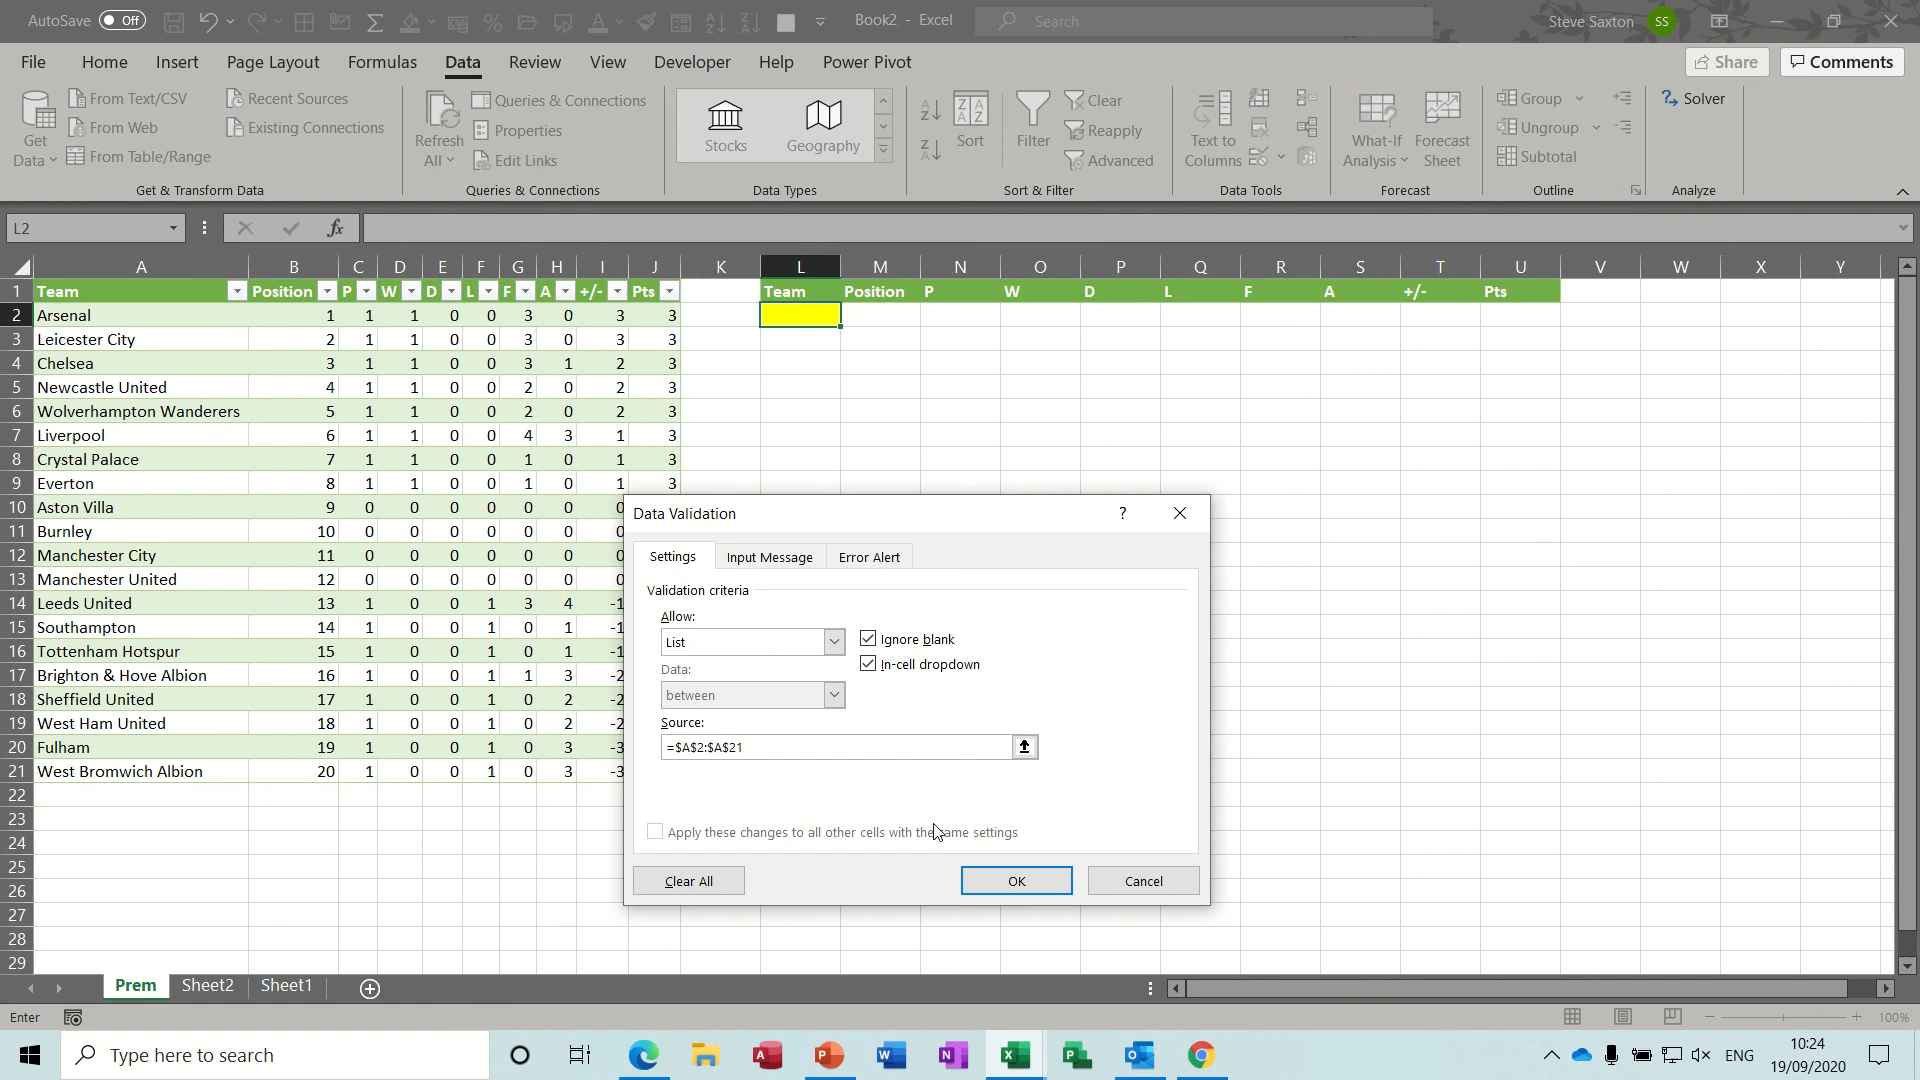 AutoSave Off Book2 - Excel Search Steve Saxton SS
File Home Insert Page Layout Formulas Data Review View Developer Help Power Pivot Share Comments
Get Data
From Text/CSV
From Web
From Table/Range
Recent Sources
Existing Connections
Get & Transform Data
Refresh All
Queries & Connections
Properties
Edit Links
Queries & Connections
Stocks
Geography
Data Types
Sort
Filter
Clear
Reapply
Advanced
Sort & Filter
Text to Columns
Data Tools
What-If Analysis
Forecast Sheet
Forecast
Group
Ungroup
Subtotal
Outline
Solver
Analyze
L2 fx
A B C D E F G H I J K L M N O P Q R S T U V W X Y
1 Team Position P W D L F A +/- Pts Team Position P W D L F A +/- Pts
2 Arsenal 1 1 1 0 0 3 0 3 3
3 Leicester City 2 1 1 0 0 3 0 3 3
4 Chelsea 3 1 1 0 0 3 1 2 3
5 Newcastle United 4 1 1 0 0 2 0 2 3
6 Wolverhampton Wanderers 5 1 1 0 0 2 0 2 3
7 Liverpool 6 1 1 0 0 4 3 1 3
8 Crystal Palace 7 1 1 0 0 1 0 1 3
9 Everton 8 1 1 0 0 1 0 1 3
10 Aston Villa 9 0 0 0 0 0 0 0
11 Burnley 10 0 0 0 0 0 0 0
12 Manchester City 11 0 0 0 0 0 0 0
13 Manchester United 12 0 0 0 0 0 0 0
14 Leeds United 13 1 0 0 1 3 4 -1
15 Southampton 14 1 0 0 1 0 1 -1
16 Tottenham Hotspur 15 1 0 0 1 0 1 -1
17 Brighton & Hove Albion 16 1 0 0 1 1 3 -2
18 Sheffield United 17 1 0 0 1 0 2 -2
19 West Ham United 18 1 0 0 1 0 2 -2
20 Fulham 19 1 0 0 1 0 3 -3
21 West Bromwich Albion 20 1 0 0 1 0 3 -3
22
23
24
25
26
27
28
29
Data Validation ?
Settings Input Message Error Alert
Validation criteria
Allow:
List
Ignore blank
Data:
In-cell dropdown
between
Source:
=$A$2:$A$21
Apply these changes to all other cells with the same settings
Clear All OK Cancel
Prem Sheet2 Sheet1
Enter 100%
Type here to search
ENG
10:24
19/09/2020